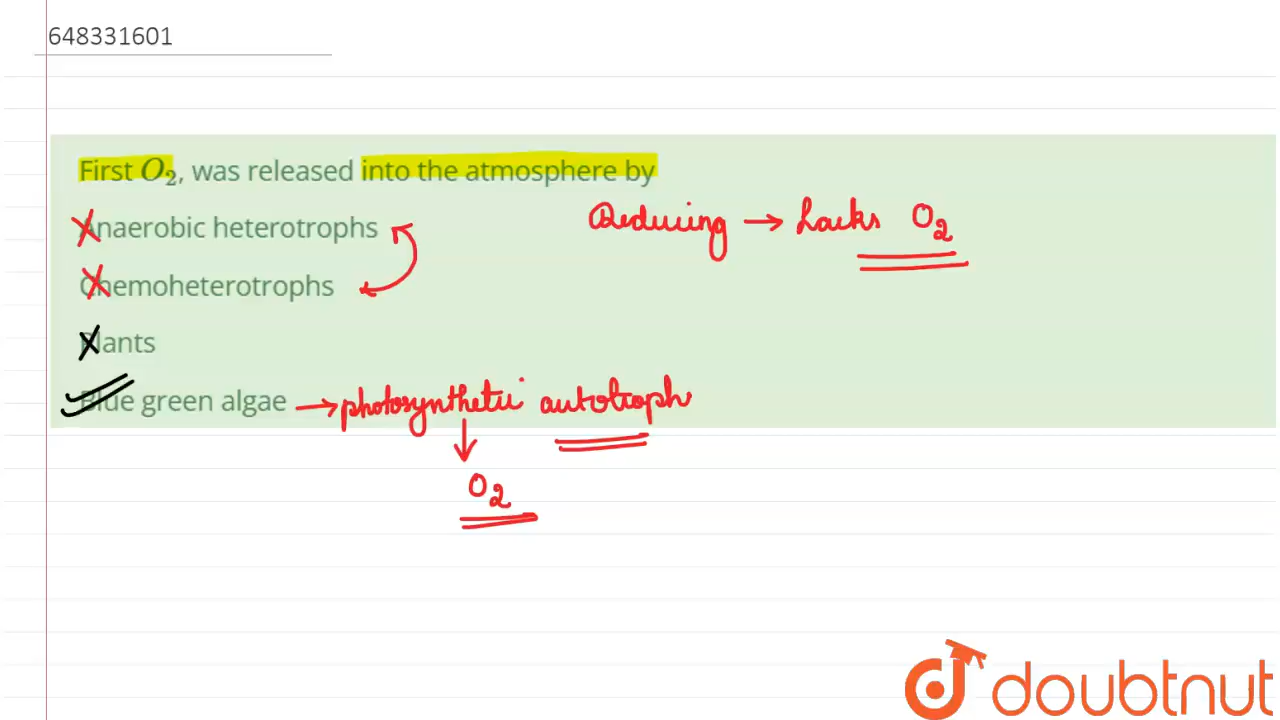 648331601
First O₂, was released into the atmosphere by
Anaerobic heterotrophs
Reducing → Lacks O₂
Chemoheterotrophs
Plants
Blue green algae → photosynthetic autotroph
↓
O₂
doubtnut